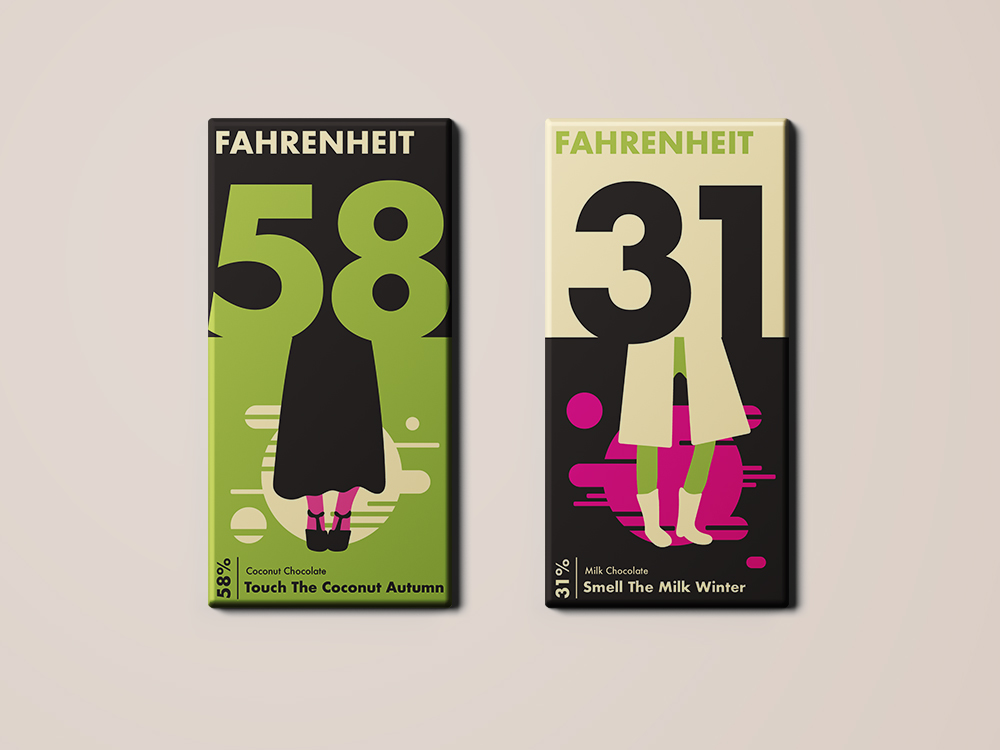 FAHRENHEIT
58
58%
Coconut Chocolate
Touch The Coconut Autumn
FAHRENHEIT
31
31%
Milk Chocolate
Smell The Milk Winter